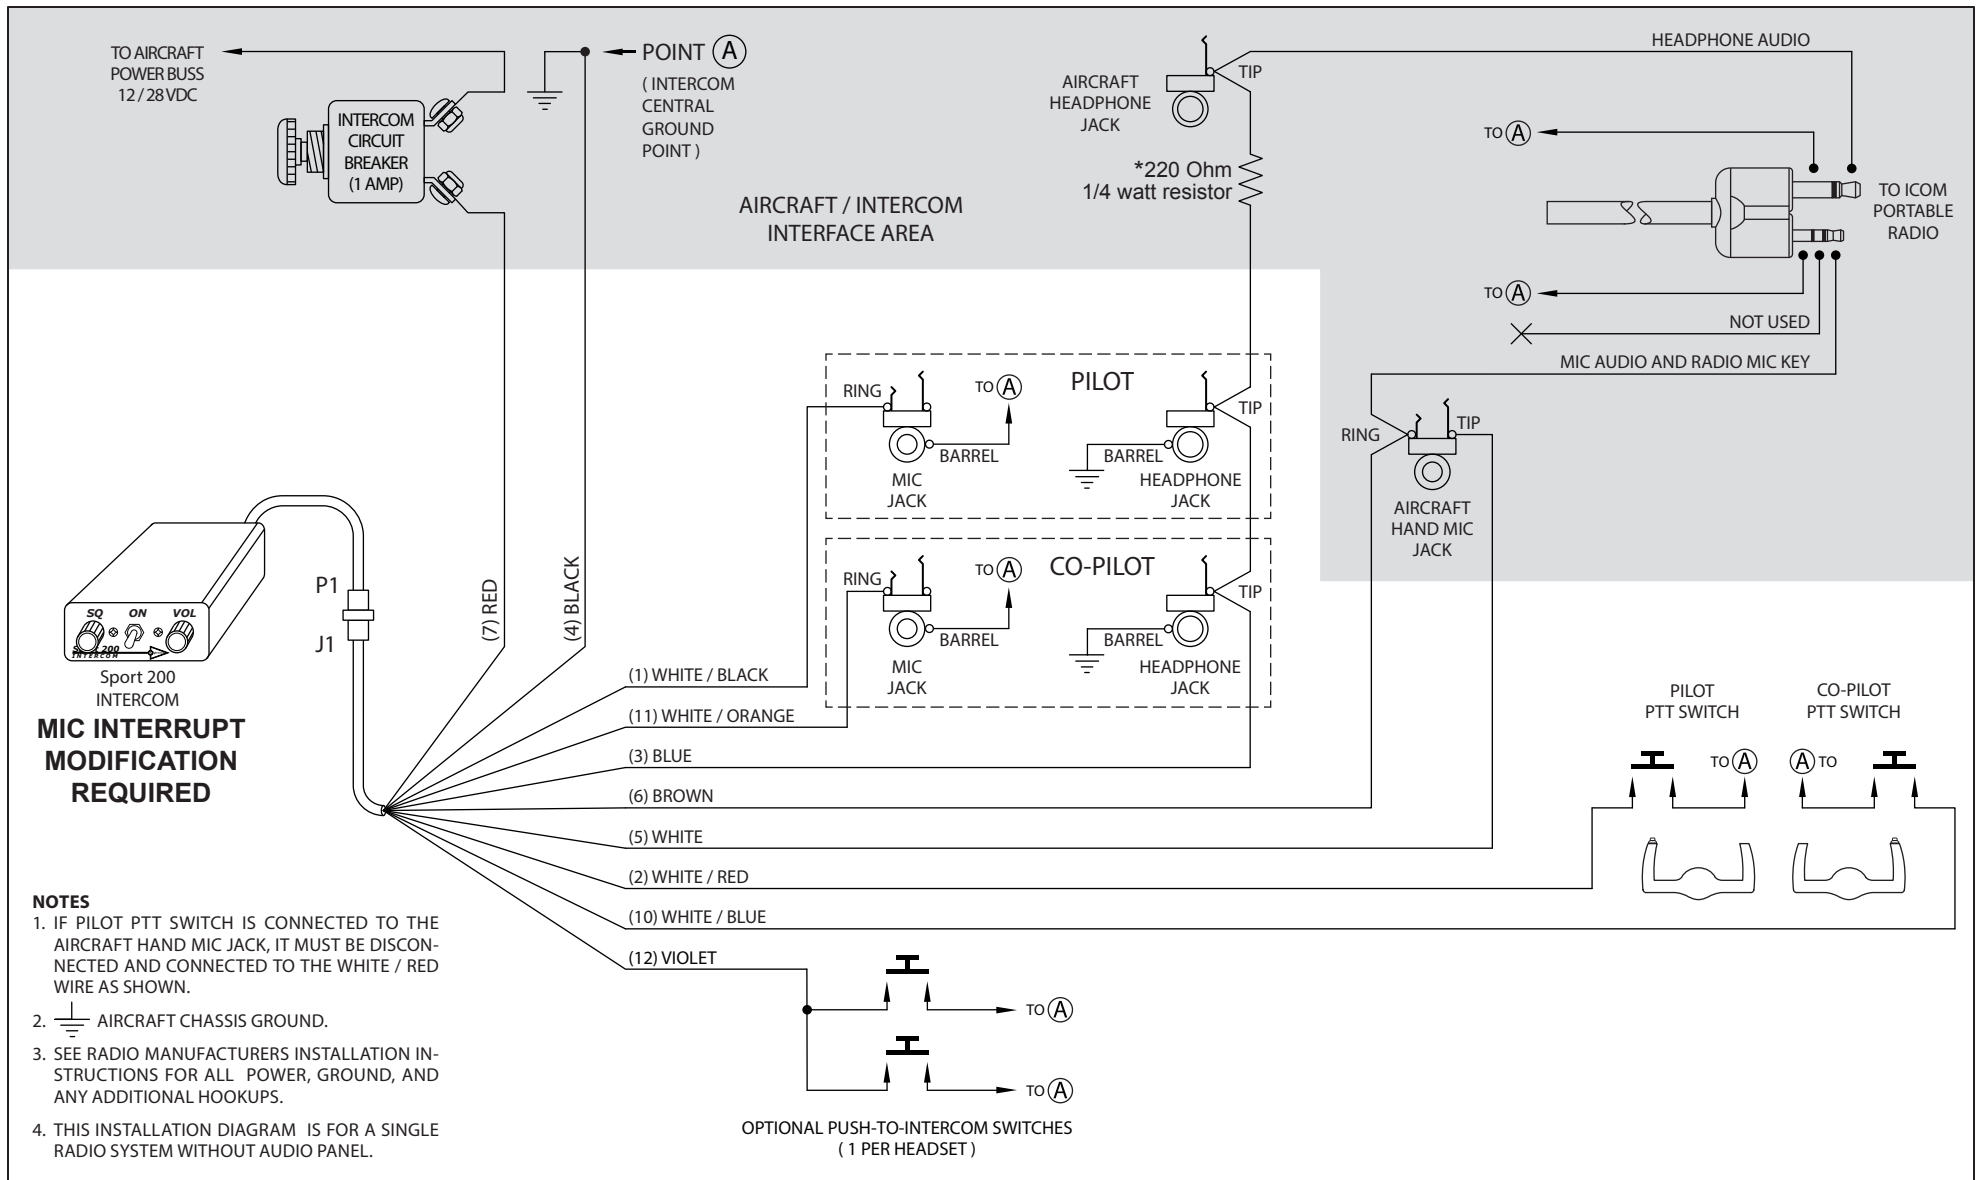 TO AIRCRAFT
POWER BUSS
12 / 28 VDC
INTERCOM
CIRCUIT
BREAKER
(1 AMP)
POINT A
( INTERCOM
CENTRAL
GROUND
POINT )
AIRCRAFT / INTERCOM
INTERFACE AREA
AIRCRAFT
HEADPHONE
JACK
TIP
*220 Ohm
1/4 watt resistor
HEADPHONE AUDIO
TO A
TO ICOM
PORTABLE
RADIO
TO A
NOT USED
MIC AUDIO AND RADIO MIC KEY
RING
TIP
AIRCRAFT
HAND MIC
JACK
PILOT
RING
TO A
BARREL
MIC
JACK
TIP
BARREL
HEADPHONE
JACK
CO-PILOT
RING
TO A
BARREL
MIC
JACK
TIP
BARREL
HEADPHONE
JACK
P1
J1
SQ ON VOL
INTERCOM
Sport 200
INTERCOM
MIC INTERRUPT
MODIFICATION
REQUIRED
(7) RED
(4) BLACK
(1) WHITE / BLACK
(11) WHITE / ORANGE
(3) BLUE
(6) BROWN
(5) WHITE
(2) WHITE / RED
(10) WHITE / BLUE
(12) VIOLET
PILOT
PTT SWITCH
TO A
CO-PILOT
PTT SWITCH
A TO
TO A
TO A
OPTIONAL PUSH-TO-INTERCOM SWITCHES
( 1 PER HEADSET )
NOTES
1. IF PILOT PTT SWITCH IS CONNECTED TO THE
AIRCRAFT HAND MIC JACK, IT MUST BE DISCON-
NECTED AND CONNECTED TO THE WHITE / RED
WIRE AS SHOWN.
2. AIRCRAFT CHASSIS GROUND.
3. SEE RADIO MANUFACTURERS INSTALLATION IN-
STRUCTIONS FOR ALL POWER, GROUND, AND
ANY ADDITIONAL HOOKUPS.
4. THIS INSTALLATION DIAGRAM IS FOR A SINGLE
RADIO SYSTEM WITHOUT AUDIO PANEL.